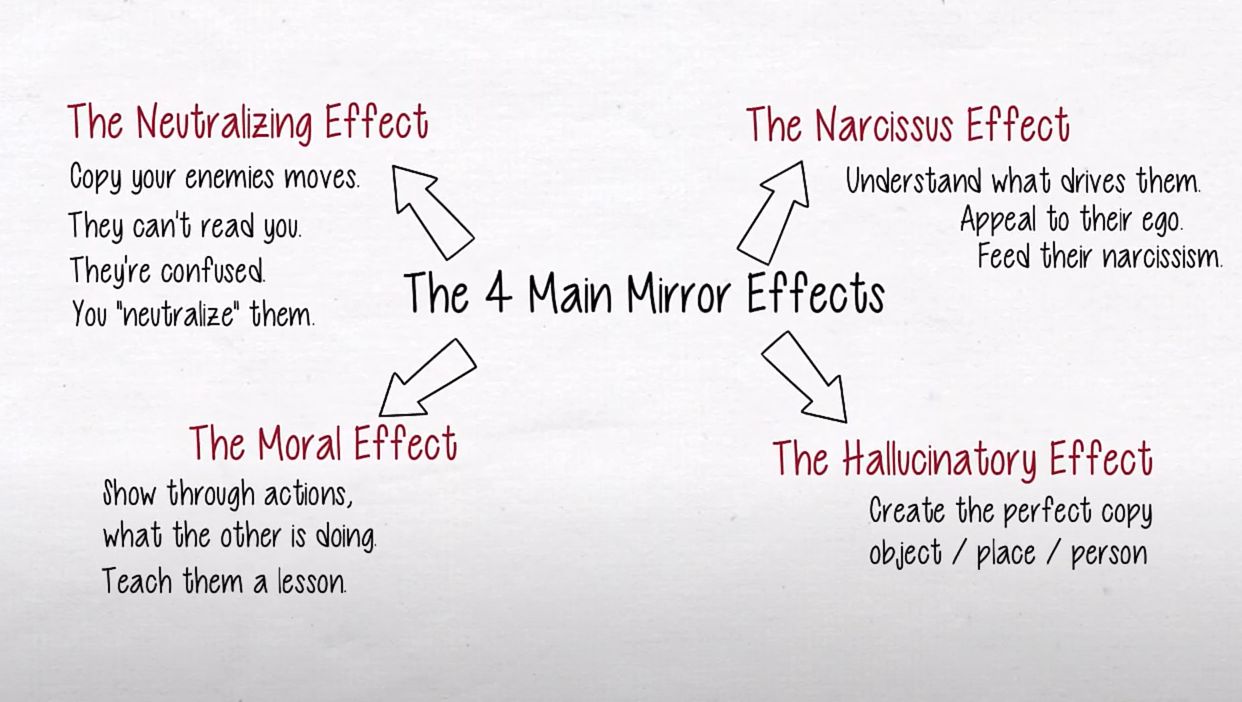 The Neutralizing Effect
Copy your enemies moves.
They can't read you.
They're confused.
You "neutralize" them.
The Narcissus Effect
Understand what drives them.
Appeal to their ego.
Feed their narcissism.
The 4 Main Mirror Effects
The Moral Effect
Show through actions,
what the other is doing.
Teach them a lesson.
The Hallucinatory Effect
Create the perfect copy
object / place / person